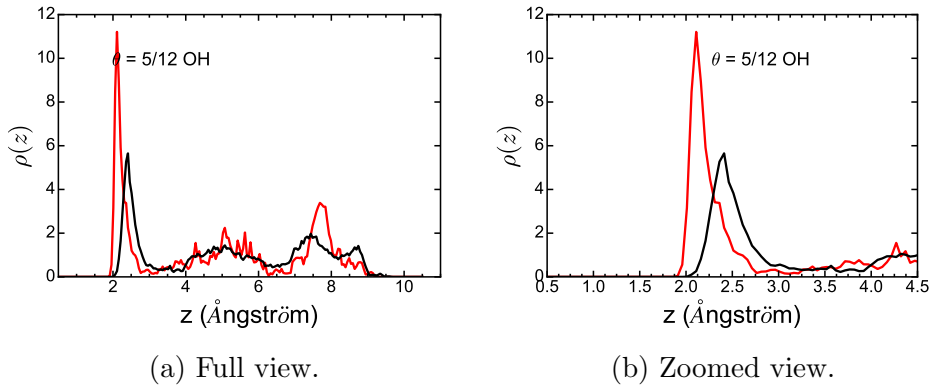 12
10
8
6
4
2
0
ρ(z)
θ = 5/12 OH
2 4 6 8 10
z (Ångström)
(a) Full view.
12
10
8
6
4
2
0
ρ(z)
θ = 5/12 OH
0.5 1.0 1.5 2.0 2.5 3.0 3.5 4.0 4.5
z (Ångström)
(b) Zoomed view.